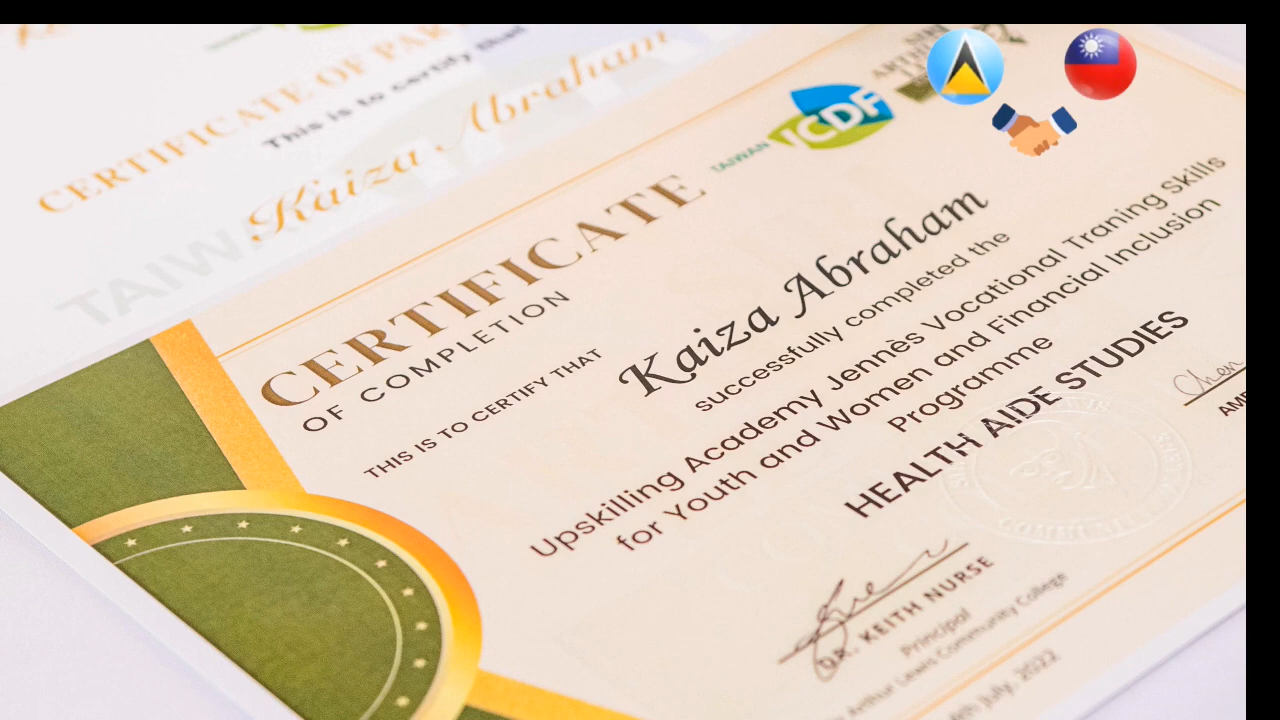 CERTIFICATE OF PAR
This is to certify that
Kaiza Abraham
TAIWA
TAIWAN ICDF
CERTIFICATE
OF COMPLETION
THIS IS TO CERTIFY THAT
Kaiza Abraham
successfully completed the
Upskilling Academy Jennès Vocational Traning Skills
for Youth and Women and Financial Inclusion
Programme
HEALTH AIDE STUDIES
Chen
DR. KEITH NURSE
Principal
Arthur Lewis Community College
July, 2022